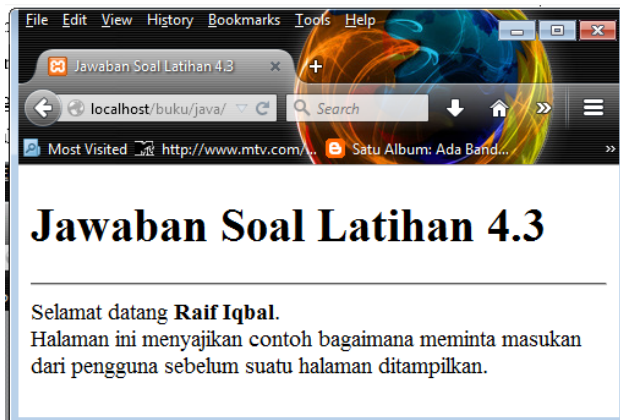 File Edit View History Bookmarks Tools Help
Jawaban Soal Latihan 4.3
localhost/buku/java/
Search
Most Visited http://www.mtv.com/... Satu Album: Ada Band...
Jawaban Soal Latihan 4.3
Selamat datang Raif Iqbal.
Halaman ini menyajikan contoh bagaimana meminta masukan
dari pengguna sebelum suatu halaman ditampilkan.